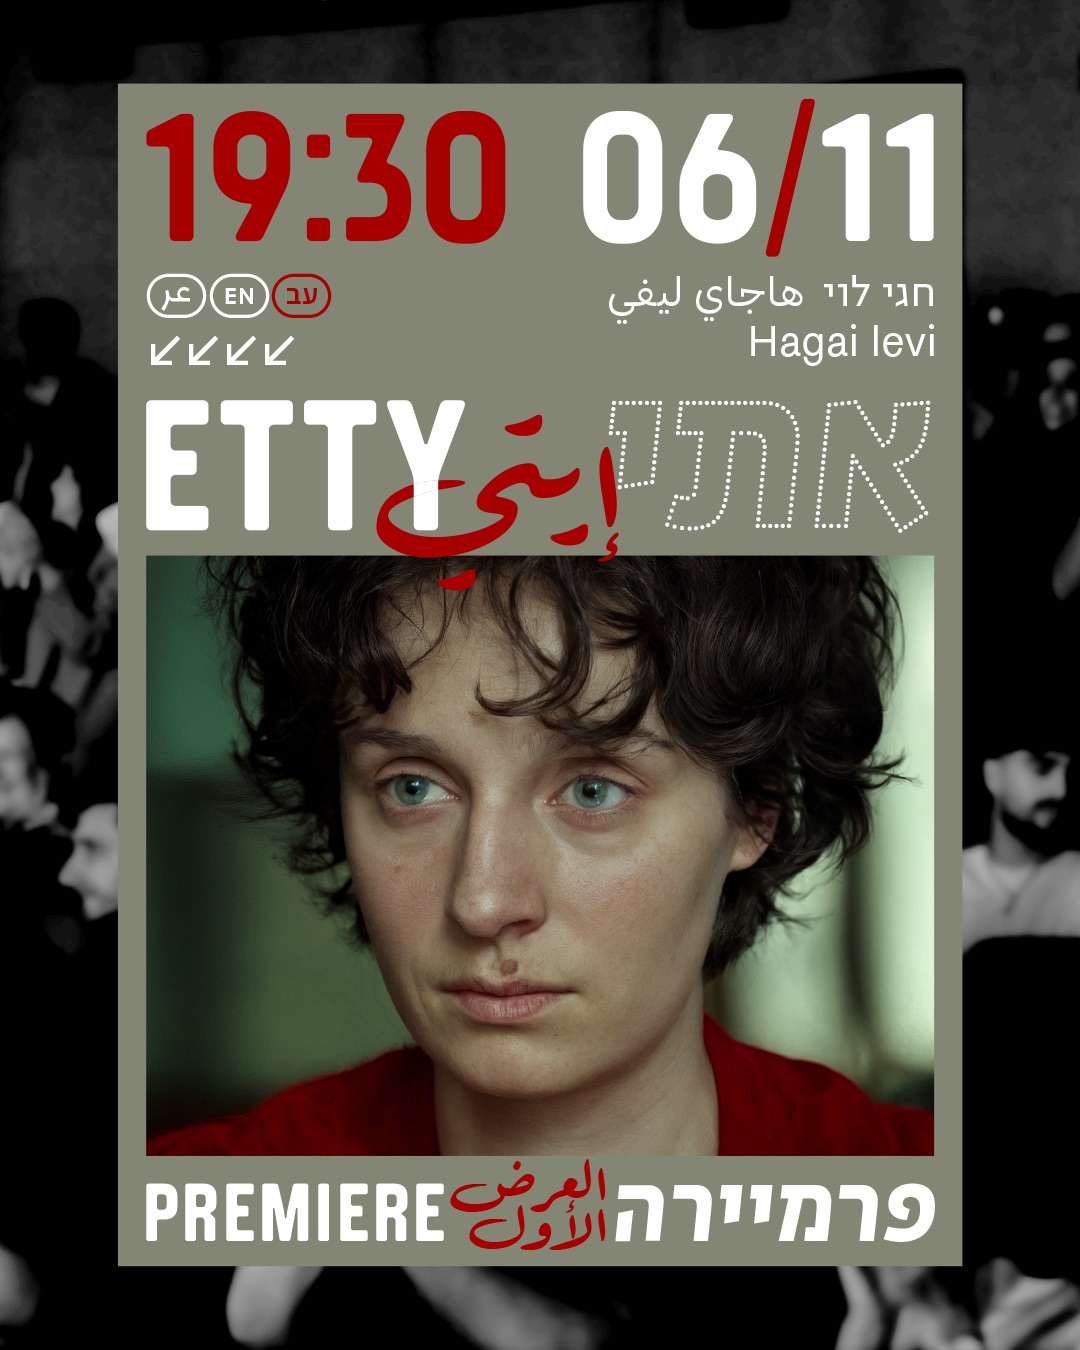 19:30 06/11
عر EN עב
חגי לוי هاجاي ليفي
Hagai levi
ETTY إيتي אתי
PREMIERE العرض الأول פרמיירה